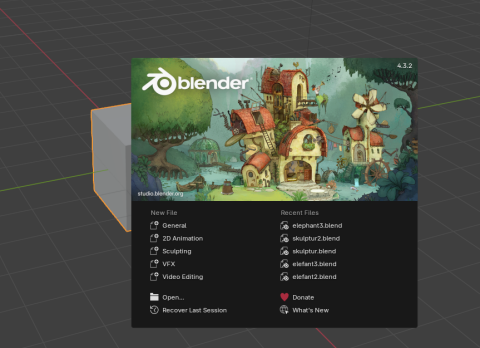 4.3.2
blender
studio.blender.org
New File
General
2D Animation
Sculpting
VFX
Video Editing
Recent Files
elephant3.blend
skulptur2.blend
skulptur.blend
elefant3.blend
elefant2.blend
Open...
Recover Last Session
Donate
What's New